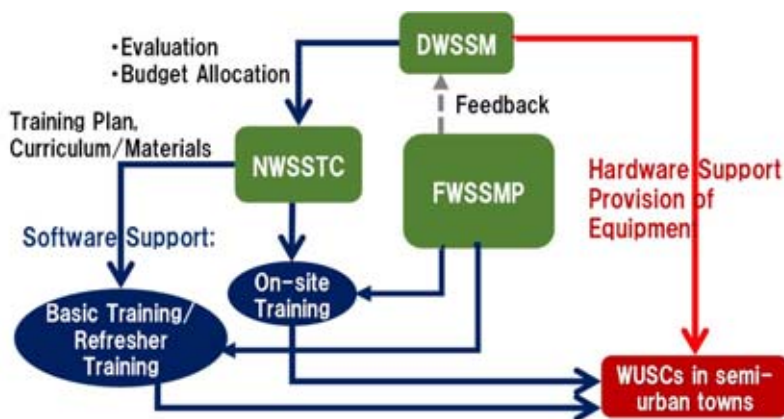 ・Evaluation
・Budget Allocation
DWSSM
Feedback
Training Plan,
Curriculum/Materials
NWSSTC
FWSSMP
Hardware Support
Provision of
Equipment
Software Support:
On-site
Training
Basic Training/
Refresher
Training
WUSCs in semi-
urban towns